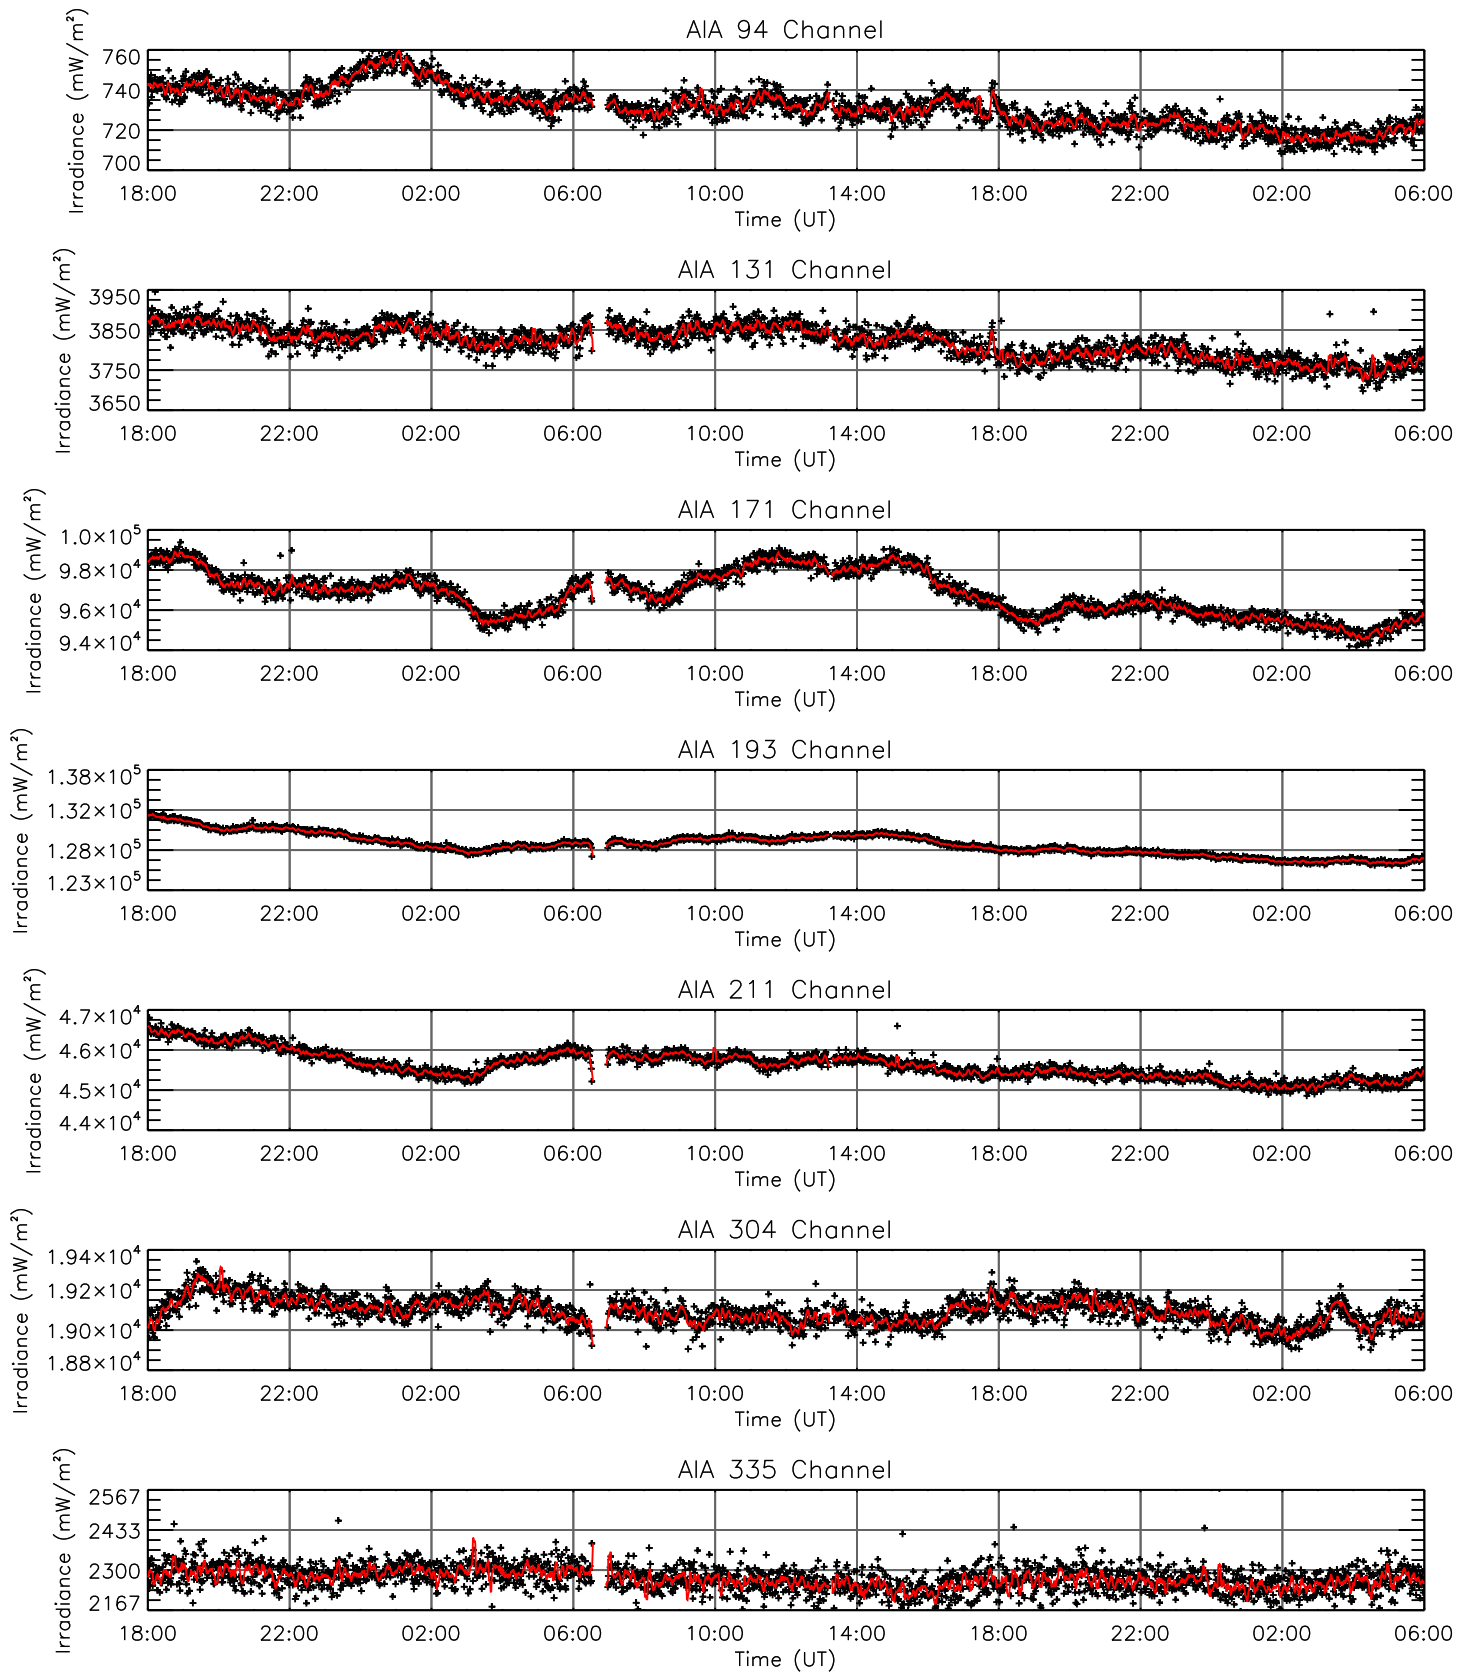 AIA 94 Channel
Irradiance (mW/m²)
760
740
720
700
18:00 22:00 02:00 06:00 10:00 14:00 18:00 22:00 02:00 06:00
Time (UT)
AIA 131 Channel
Irradiance (mW/m²)
3950
3850
3750
3650
18:00 22:00 02:00 06:00 10:00 14:00 18:00 22:00 02:00 06:00
Time (UT)
AIA 171 Channel
Irradiance (mW/m²)
1.0×10⁵
9.8×10⁴
9.6×10⁴
9.4×10⁴
18:00 22:00 02:00 06:00 10:00 14:00 18:00 22:00 02:00 06:00
Time (UT)
AIA 193 Channel
Irradiance (mW/m²)
1.38×10⁵
1.32×10⁵
1.28×10⁵
1.23×10⁵
18:00 22:00 02:00 06:00 10:00 14:00 18:00 22:00 02:00 06:00
Time (UT)
AIA 211 Channel
Irradiance (mW/m²)
4.7×10⁴
4.6×10⁴
4.5×10⁴
4.4×10⁴
18:00 22:00 02:00 06:00 10:00 14:00 18:00 22:00 02:00 06:00
Time (UT)
AIA 304 Channel
Irradiance (mW/m²)
1.94×10⁴
1.92×10⁴
1.90×10⁴
1.88×10⁴
18:00 22:00 02:00 06:00 10:00 14:00 18:00 22:00 02:00 06:00
Time (UT)
AIA 335 Channel
Irradiance (mW/m²)
2567
2433
2300
2167
18:00 22:00 02:00 06:00 10:00 14:00 18:00 22:00 02:00 06:00
Time (UT)